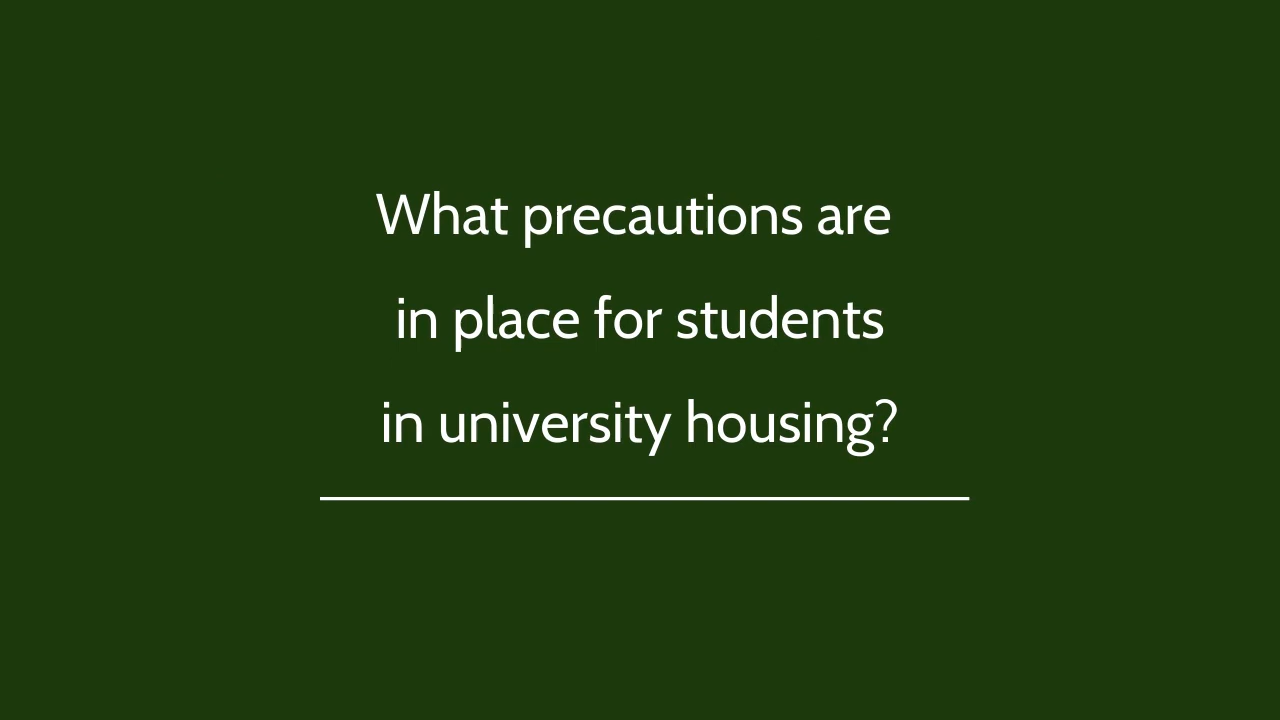 What precautions are
in place for students
in university housing?